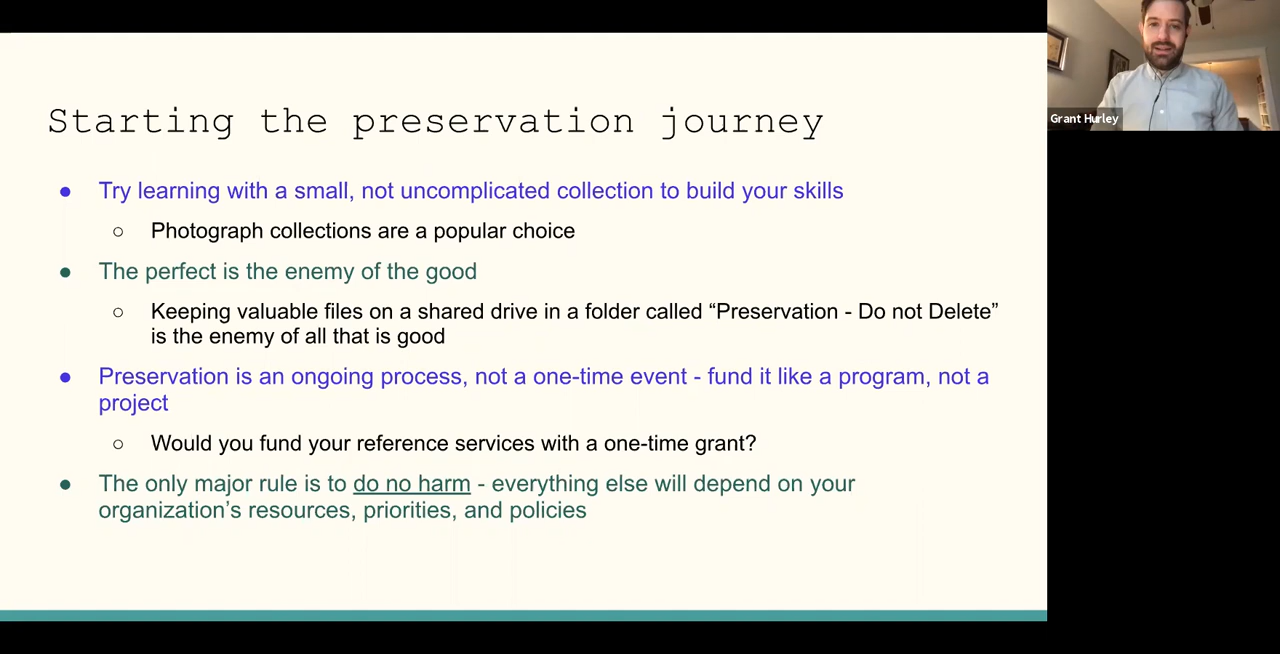 Starting the preservation journey
● Try learning with a small, not uncomplicated collection to build your skills
○ Photograph collections are a popular choice
● The perfect is the enemy of the good
○ Keeping valuable files on a shared drive in a folder called “Preservation - Do not Delete”
is the enemy of all that is good
● Preservation is an ongoing process, not a one-time event - fund it like a program, not a
project
○ Would you fund your reference services with a one-time grant?
● The only major rule is to do no harm - everything else will depend on your
organization’s resources, priorities, and policies
Grant Hurley